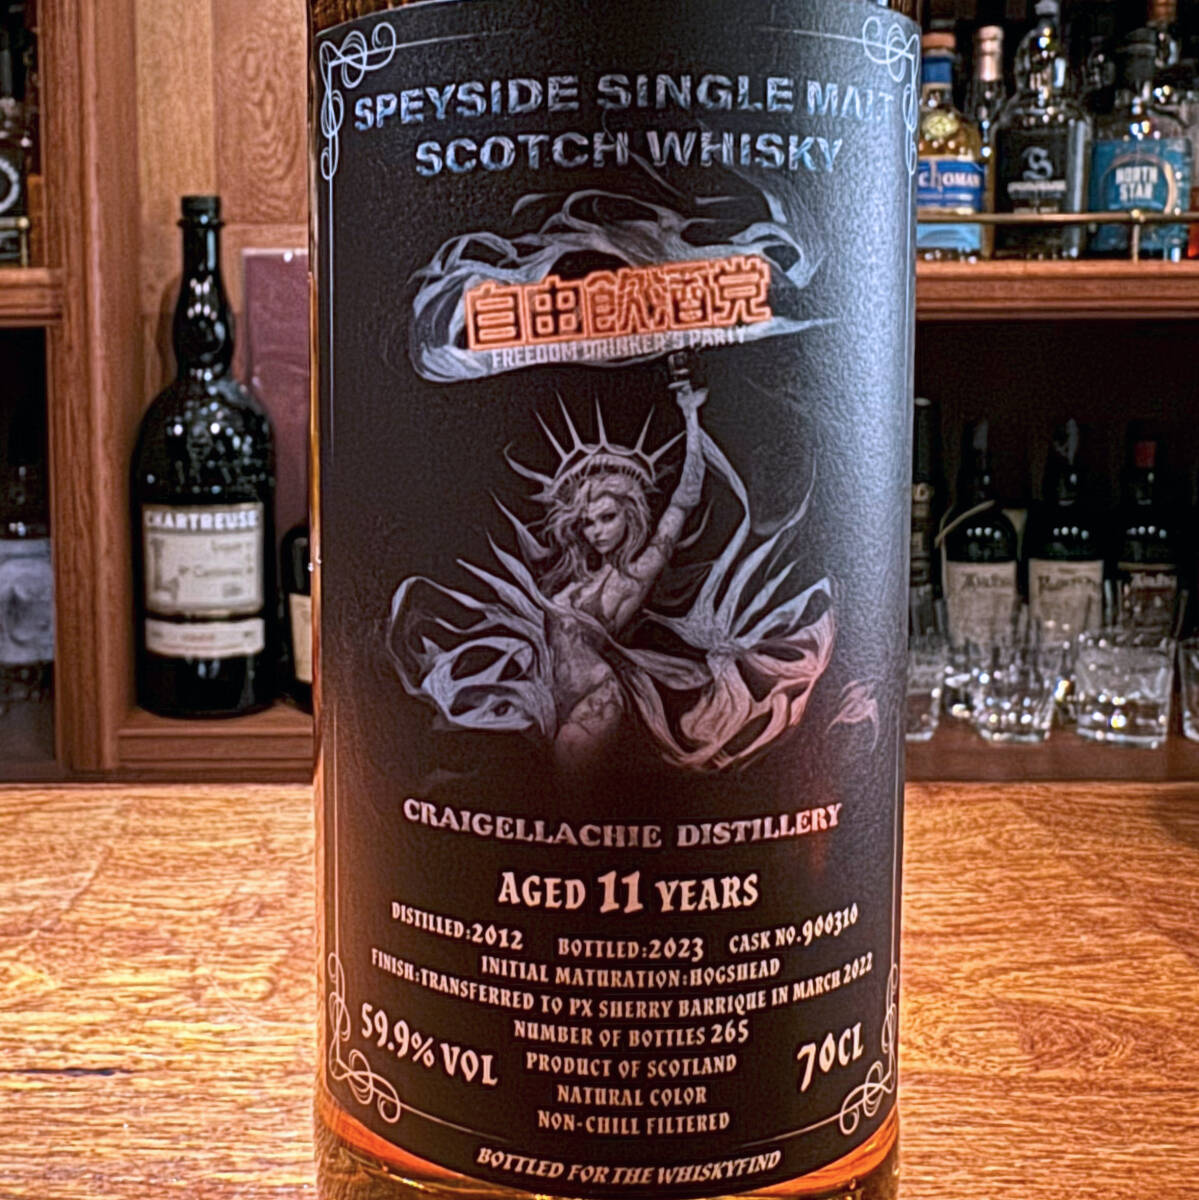 SPEYSIDE SINGLE MALT
SCOTCH WHISKY
自由飲酒党
FREEDOM DRINKER'S PARTY
CRAIGELLACHIE DISTILLERY
AGED 11 YEARS
DISTILLED:2012 BOTTLED:2023 CASK NO.900310
INITIAL MATURATION:HOGSHEAD
FINISH:TRANSFERRED TO PX SHERRY BARRIQUE IN MARCH 2022
NUMBER OF BOTTLES 265
59.9% VOL
PRODUCT OF SCOTLAND
70CL
NATURAL COLOR
NON-CHILL FILTERED
BOTTLED FOR THE WHISKYFIND
CHARTREUSE
NORTH
STAR